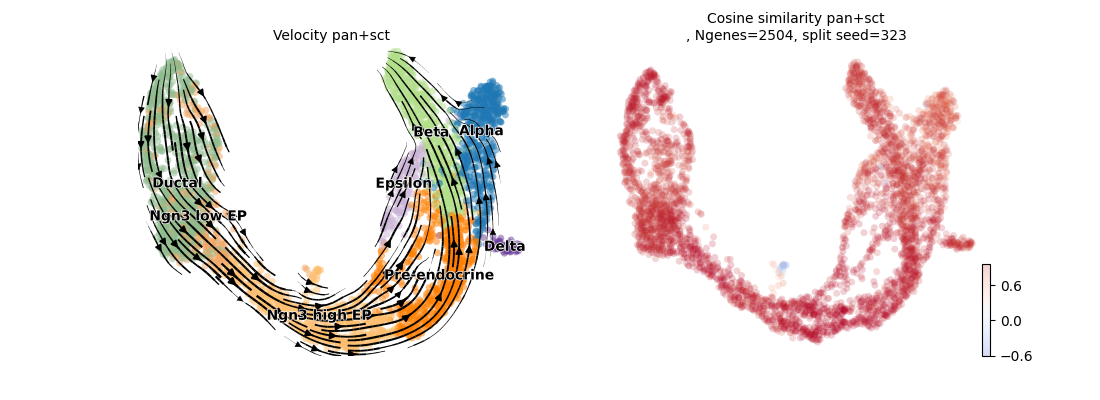 Velocity pan+sct
Beta
Alpha
Ductal
Epsilon
Ngn3 low EP
Delta
Pre-endocrine
Ngn3 high EP
Cosine similarity pan+sct
, Ngenes=2504, split seed=323
0.6
0.0
−0.6